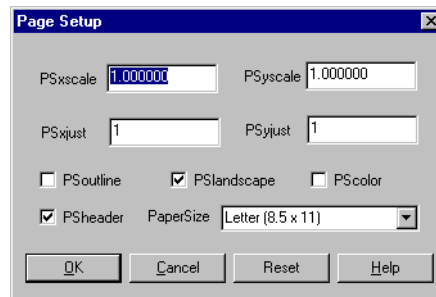 Page Setup
PSxscale 1.000000 PSyscale 1.000000
PSxjust 1 PSyjust 1
PSoutline PSlandscape PScolor
PSheader PaperSize Letter (8.5 x 11)
OK Cancel Reset Help